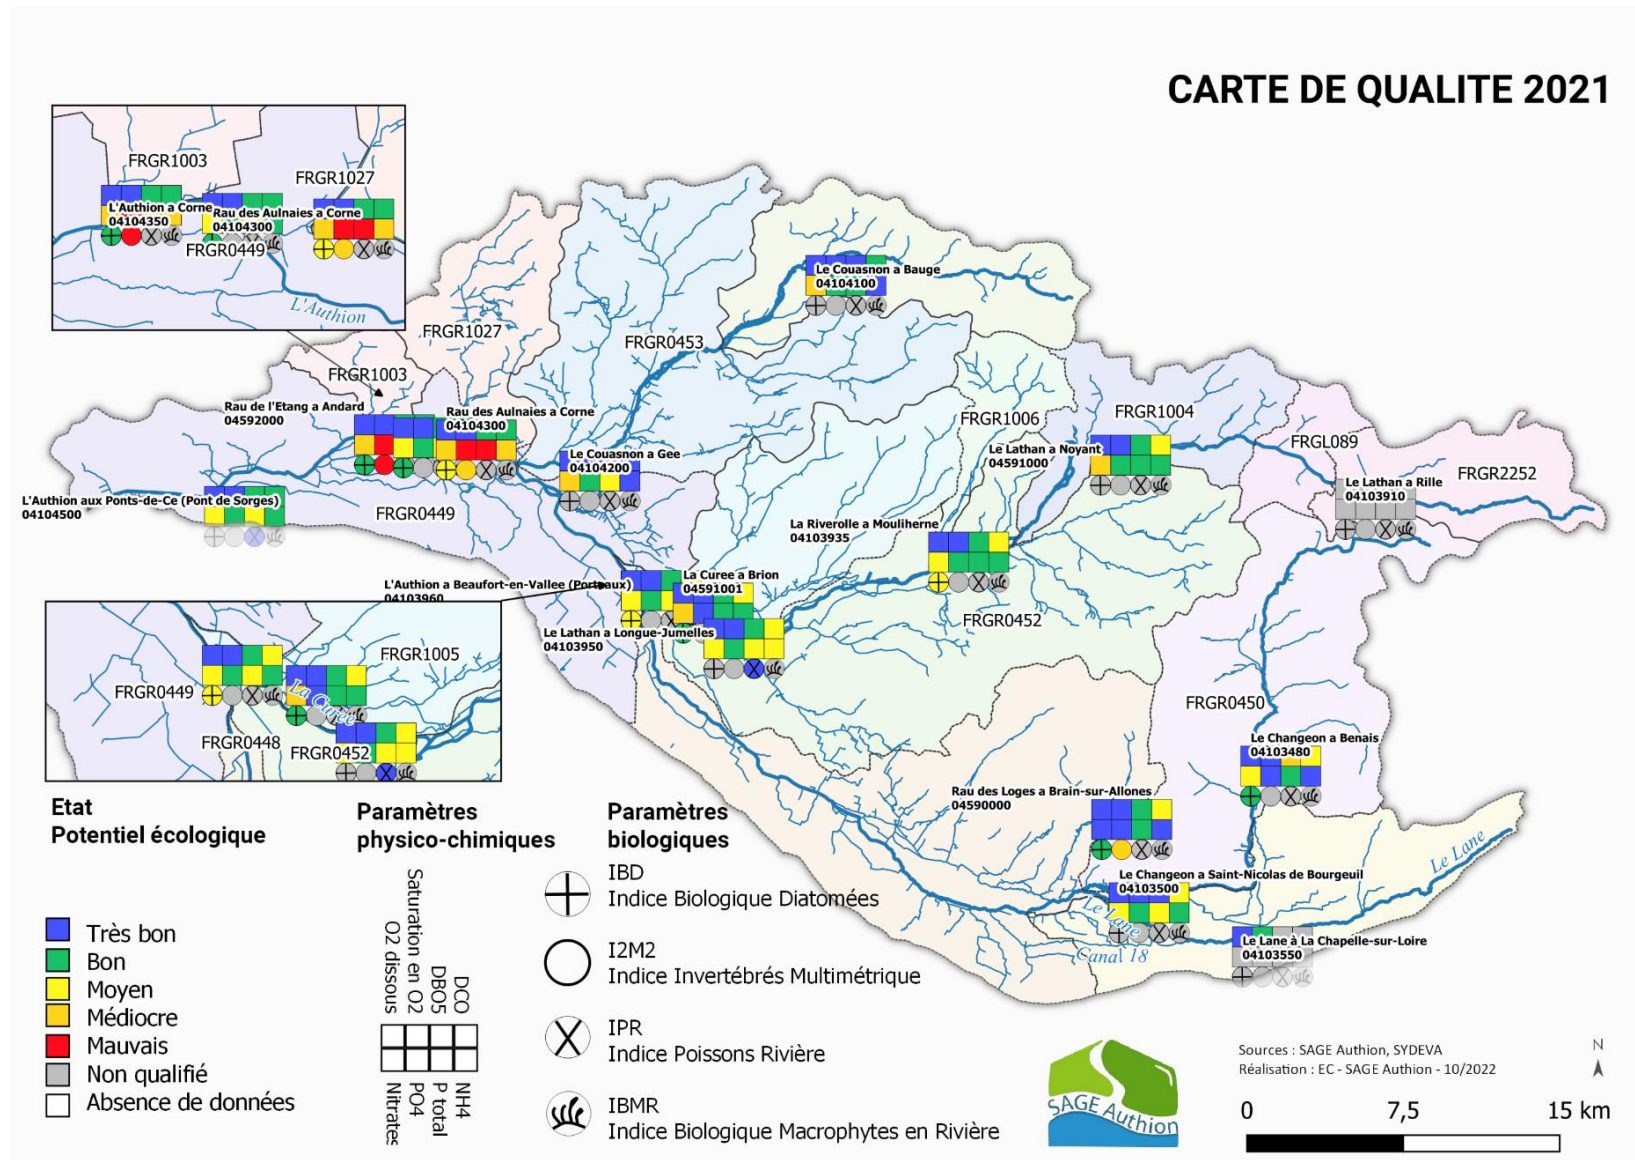 CARTE DE QUALITE 2021
FRGR1003
FRGR1027
L'Authion a Corne
04104350
Rau des Aulnaies a Corne
04104300
FRGR0449
L'Authion
Le Couasnon a Bauge
04104100
FRGR1027
FRGR0453
FRGR1003
Rau de l'Etang a Andard
04592000
Rau des Aulnaies a Corne
04104300
FRGR1006
FRGR1004
FRGL089
FRGR2252
Le Lathan a Noyant
04591000
Le Couasnon a Gee
04104200
Le Lathan a Rille
04103910
L'Authion aux Ponts-de-Ce (Pont de Sorges)
04104500
FRGR0449
La Riverolle a Mouliherne
04103935
L'Authion a Beaufort-en-Vallee
04103960
La Curee a Brion
04591001
FRGR0452
Le Lathan a Longue-Jumelles
04103950
FRGR1005
FRGR0449
La Curée
FRGR0448
FRGR0452
FRGR0450
Le Changeon a Benais
04103480
Rau des Loges a Brain-sur-Allones
04590000
Le Lane
Le Changeon a Saint-Nicolas de Bourgeuil
04103500
Le Lane
Canal 18
Le Lane à La Chapelle-sur-Loire
04103550
Etat
Potentiel écologique
Très bon
Bon
Moyen
Médiocre
Mauvais
Non qualifié
Absence de données
Paramètres
physico-chimiques
O2 dissous
Saturation en O2
DBO5
DCO
Nitrates
PO4
P total
NH4
Paramètres
biologiques
IBD
Indice Biologique Diatomées
I2M2
Indice Invertébrés Multimétrique
IPR
Indice Poissons Rivière
IBMR
Indice Biologique Macrophytes en Rivière
SAGE Authion
Sources : SAGE Authion, SYDEVA
Réalisation : EC - SAGE Authion - 10/2022
N
0 7,5 15 km